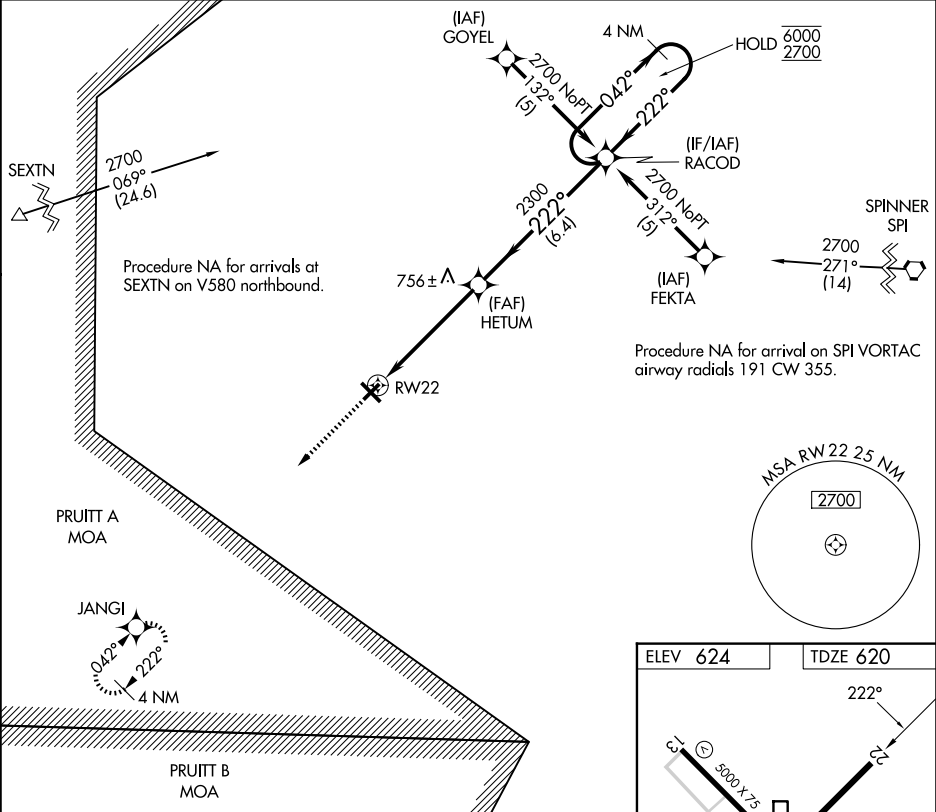 (IAF)
GOYEL
4 NM
HOLD
6000
2700
2700 NoPT
132°
(5)
042°
222°
(IF/IAF)
RACOD
SEXTN
2700
069°
(24.6)
2300
222°
(6.4)
2700 NoPT
312°
(5)
SPINNER
SPI
2700
271°
(14)
(IAF)
FEKTA
Procedure NA for arrivals at
SEXTN on V580 northbound.
756±
(FAF)
HETUM
Procedure NA for arrival on SPI VORTAC
airway radials 191 CW 355.
RW22
MSA RW 22 25 NM
2700
PRUITT A
MOA
JANGI
042°
222°
4 NM
ELEV 624
TDZE 620
222°
13
5000 X 75
22
PRUITT B
MOA